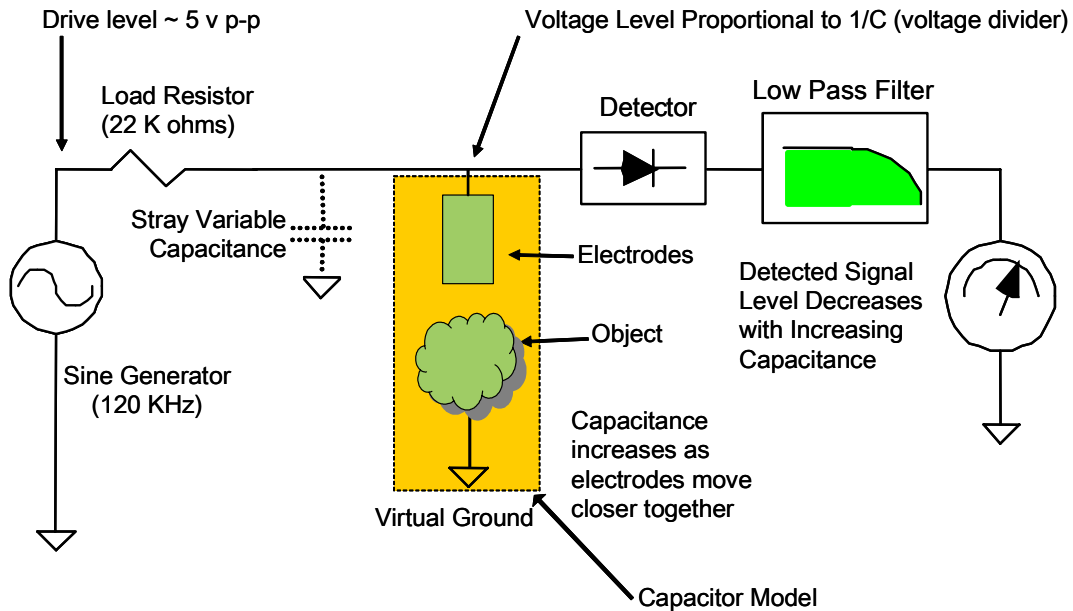 Drive level ~ 5 v p-p
Voltage Level Proportional to 1/C (voltage divider)
Load Resistor
(22 K ohms)
Detector
Low Pass Filter
Stray Variable
Capacitance
Electrodes
Detected Signal
Level Decreases
with Increasing
Capacitance
Object
Sine Generator
(120 KHz)
Capacitance
increases as
electrodes move
closer together
Virtual Ground
Capacitor Model